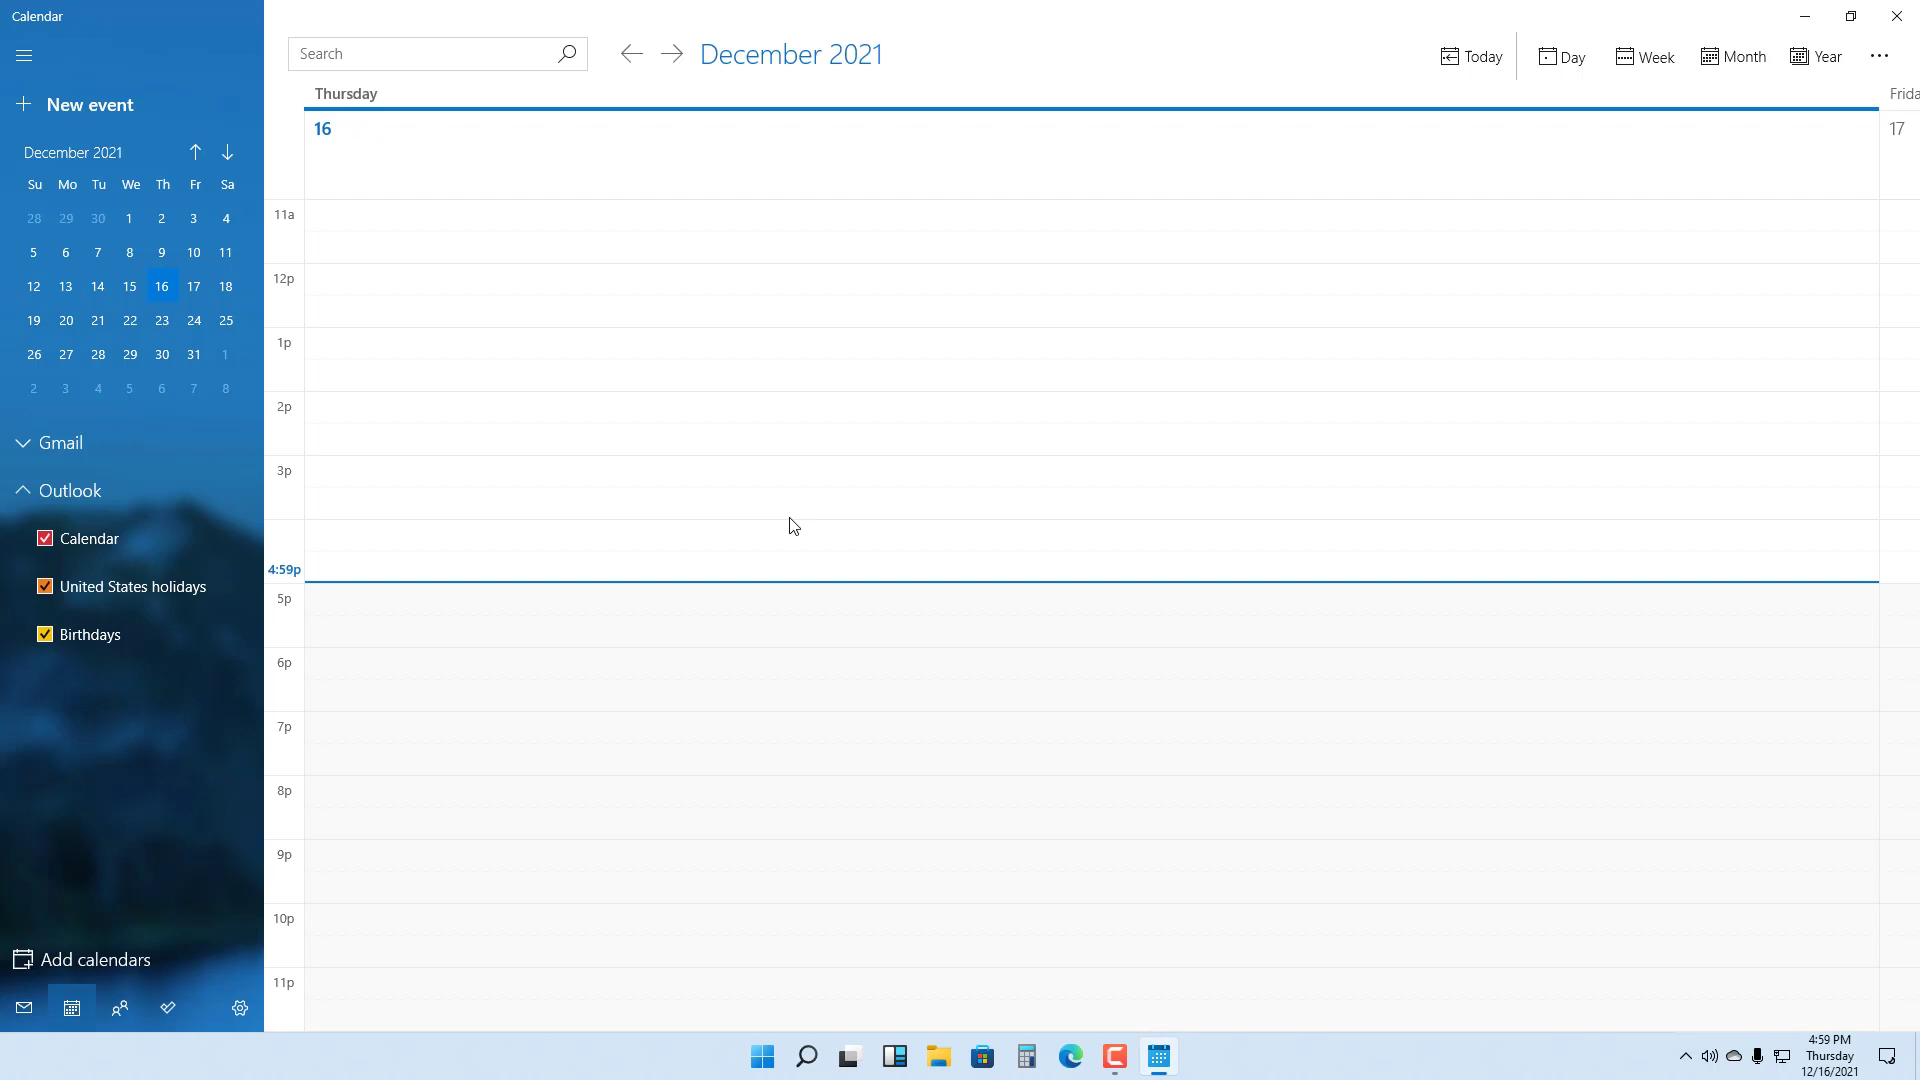 Calendar
New event
December 2021
Su Mo Tu We Th Fr Sa
28 29 30 1 2 3 4
5 6 7 8 9 10 11
12 13 14 15 16 17 18
19 20 21 22 23 24 25
26 27 28 29 30 31 1
2 3 4 5 6 7 8
Gmail
Outlook
Calendar
United States holidays
Birthdays
Add calendars
Search
December 2021
Today
Day
Week
Month
Year
Thursday
Frida
16
17
11a
12p
1p
2p
3p
4:59p
5p
6p
7p
8p
9p
10p
11p
4:59 PM
Thursday
12/16/2021